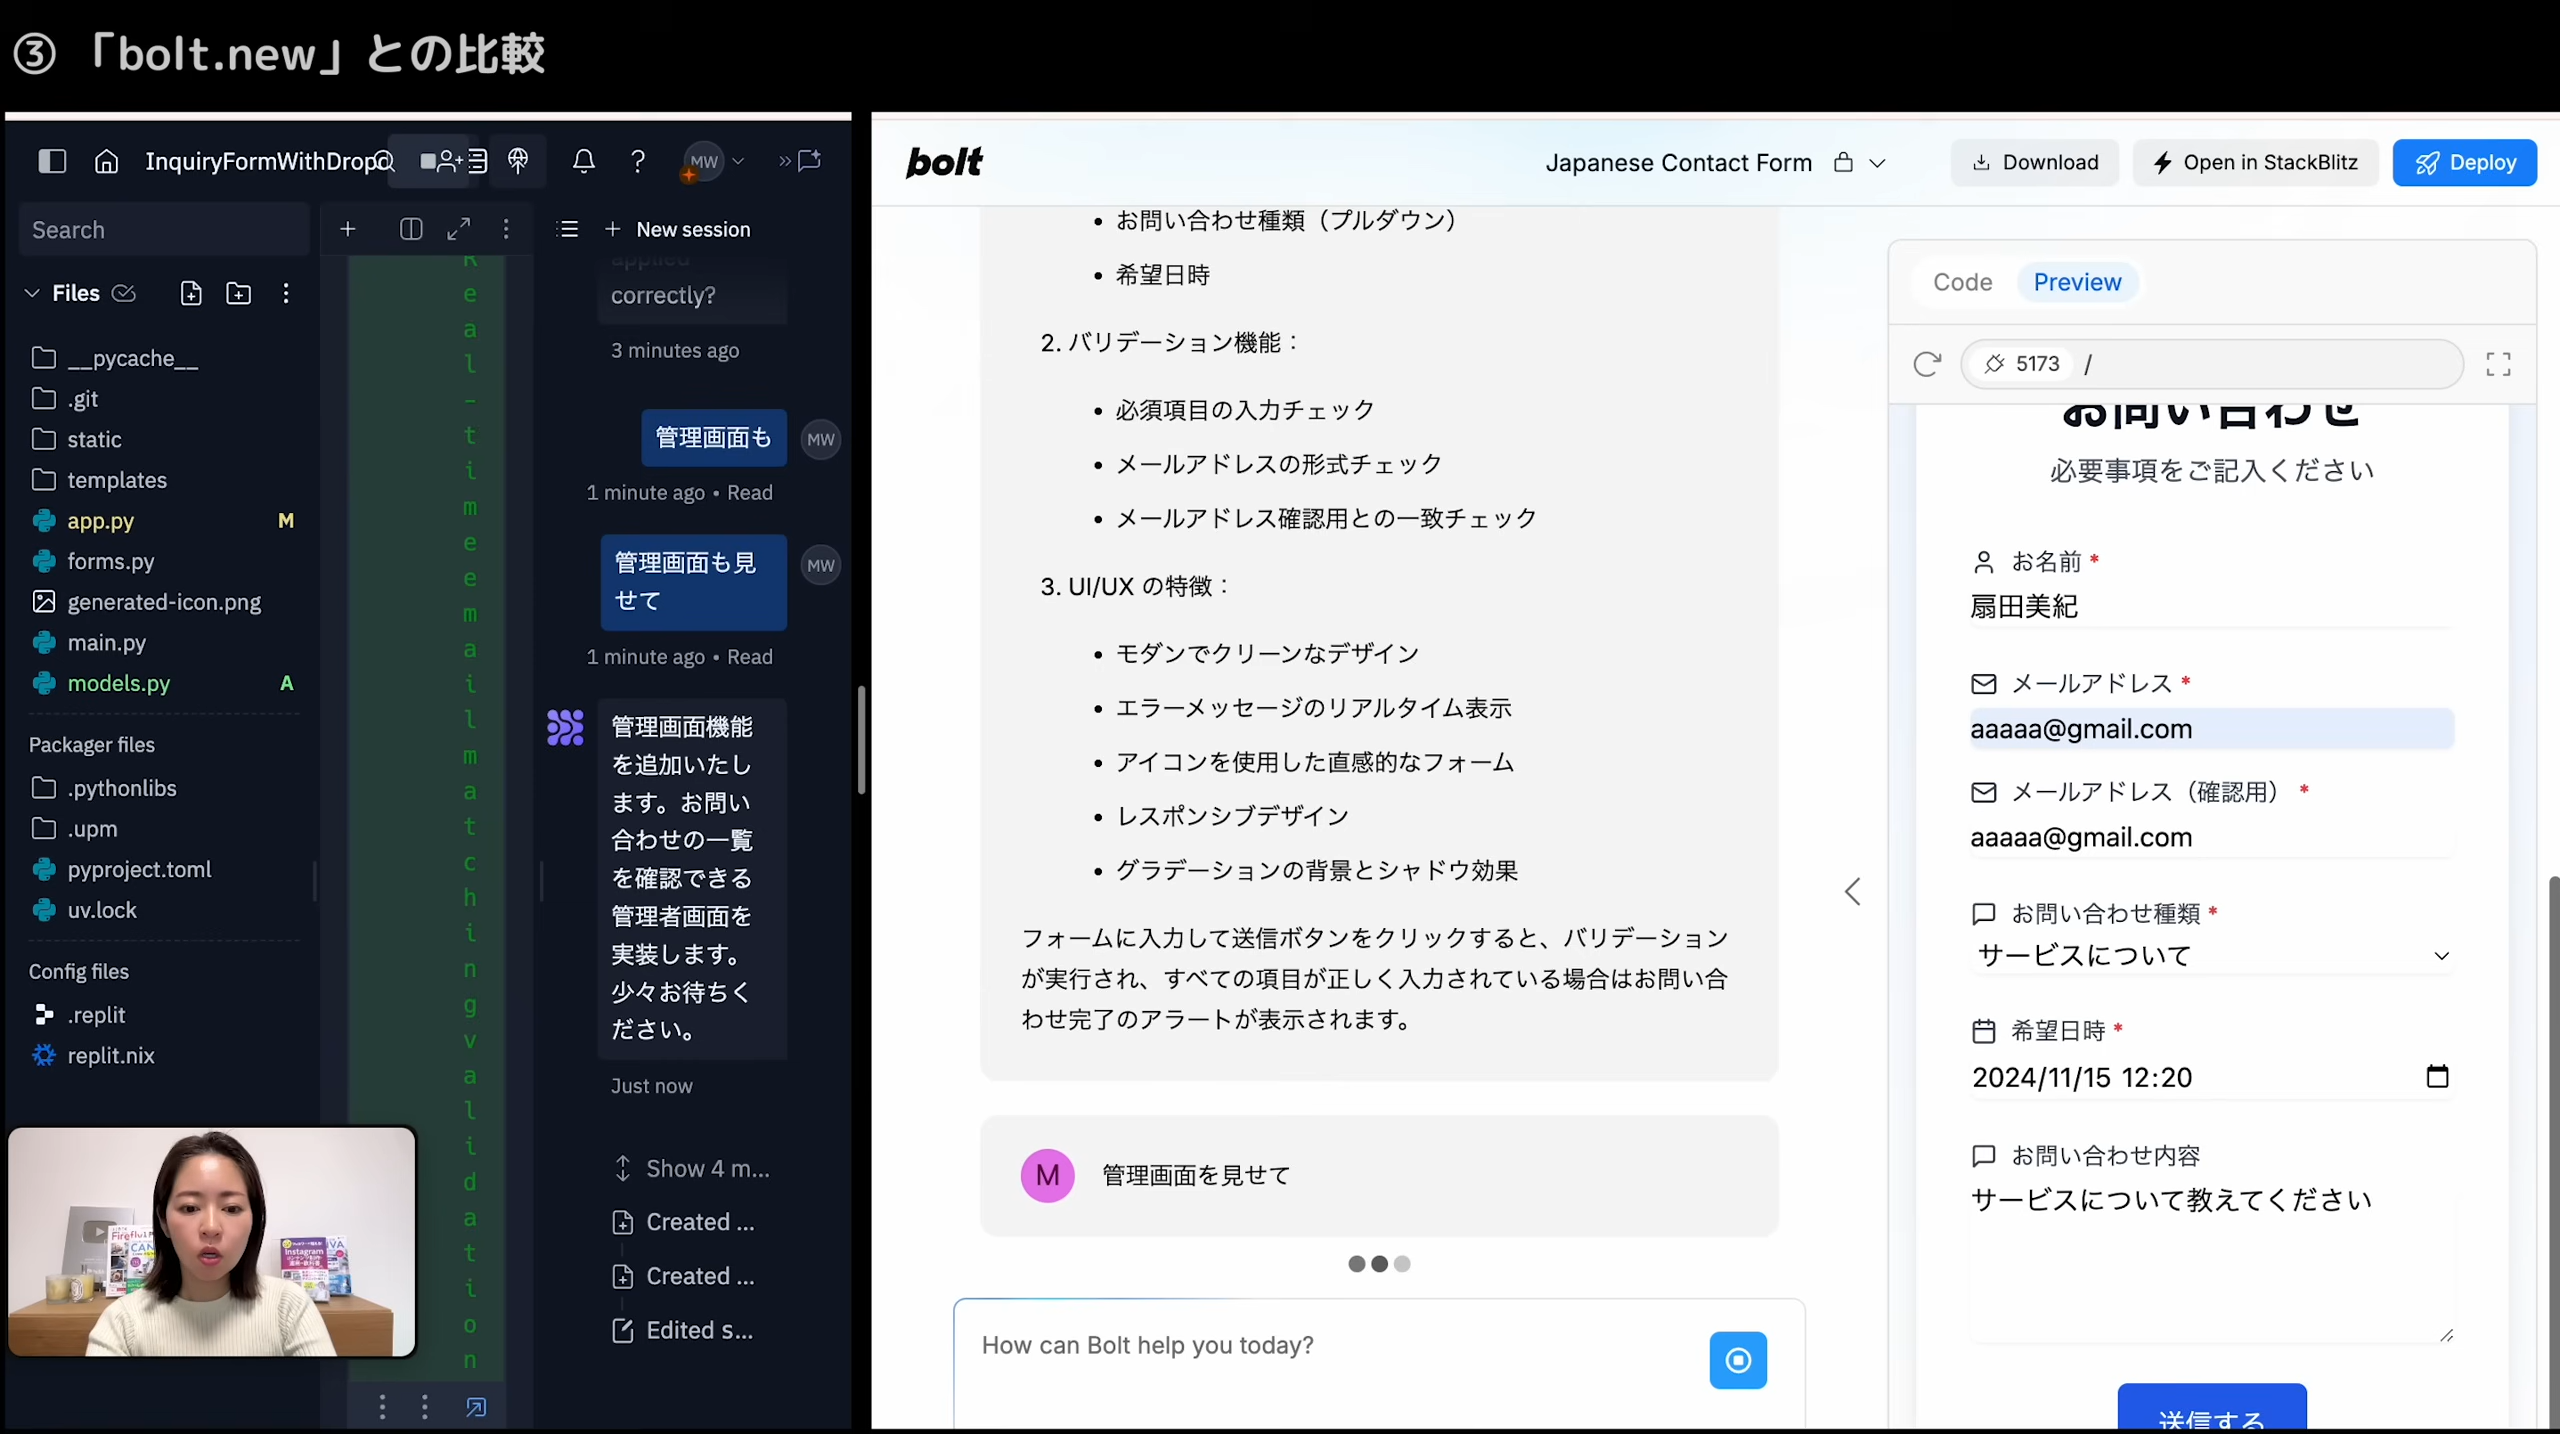 ③ 「bolt.new」との比較
InquiryFormWithDropc
MW
Search
Files
__pycache__
.git
static
templates
app.py M
forms.py
generated-icon.png
main.py
models.py A
Packager files
.pythonlibs
.upm
pyproject.toml
uv.lock
Config files
.replit
replit.nix
R
e
a
l
-
t
i
m
e
m
a
i
l
m
a
t
c
h
i
n
g
v
a
l
i
d
a
t
i
o
n
New session
applied
correctly?
3 minutes ago
管理画面も
MW
1 minute ago • Read
管理画面も見
せて
MW
1 minute ago • Read
管理画面機能
を追加いたし
ます。お問い
合わせの一覧
を確認できる
管理者画面を
実装します。
少々お待ちく
ださい。
Just now
Show 4 m...
Created ...
Created ...
Edited s...
bolt
Japanese Contact Form
Download
Open in StackBlitz
Deploy
• お問い合わせ種類（プルダウン）
• 希望日時
2. バリデーション機能：
• 必須項目の入力チェック
• メールアドレスの形式チェック
• メールアドレス確認用との一致チェック
3. UI/UX の特徴：
• モダンでクリーンなデザイン
• エラーメッセージのリアルタイム表示
• アイコンを使用した直感的なフォーム
• レスポンシブデザイン
• グラデーションの背景とシャドウ効果
フォームに入力して送信ボタンをクリックすると、バリデーション
が実行され、すべての項目が正しく入力されている場合はお問い合
わせ完了のアラートが表示されます。
M 管理画面を見せて
How can Bolt help you today?
Code
Preview
5173 /
お問い合わせ
必要事項をご記入ください
お名前 *
扇田美紀
メールアドレス *
aaaaa@gmail.com
メールアドレス（確認用） *
aaaaa@gmail.com
お問い合わせ種類 *
サービスについて
希望日時 *
2024/11/15 12:20
お問い合わせ内容
サービスについて教えてください
送信する
Firefly
CAN
Instagram